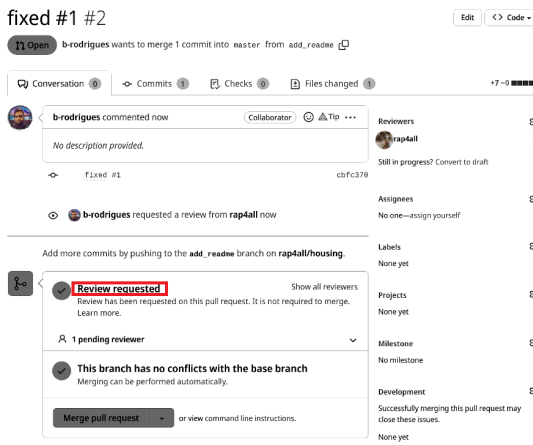 fixed #1 #2
Edit
<> Code
Open
b-rodrigues wants to merge 1 commit into master from add_readme
Conversation 0
Commits 1
Checks 0
Files changed 1
+7 −0
b-rodrigues commented now
Collaborator
Tip
No description provided.
fixed #1
cbfc370
b-rodrigues requested a review from rap4all now
Add more commits by pushing to the add_readme branch on rap4all/housing.
Review requested
Show all reviewers
Review has been requested on this pull request. It is not required to merge.
Learn more.
1 pending reviewer
This branch has no conflicts with the base branch
Merging can be performed automatically.
Merge pull request
or view command line instructions.
Reviewers
rap4all
Still in progress? Convert to draft
Assignees
No one—assign yourself
Labels
None yet
Projects
None yet
Milestone
No milestone
Development
Successfully merging this pull request may
close these issues.
None yet